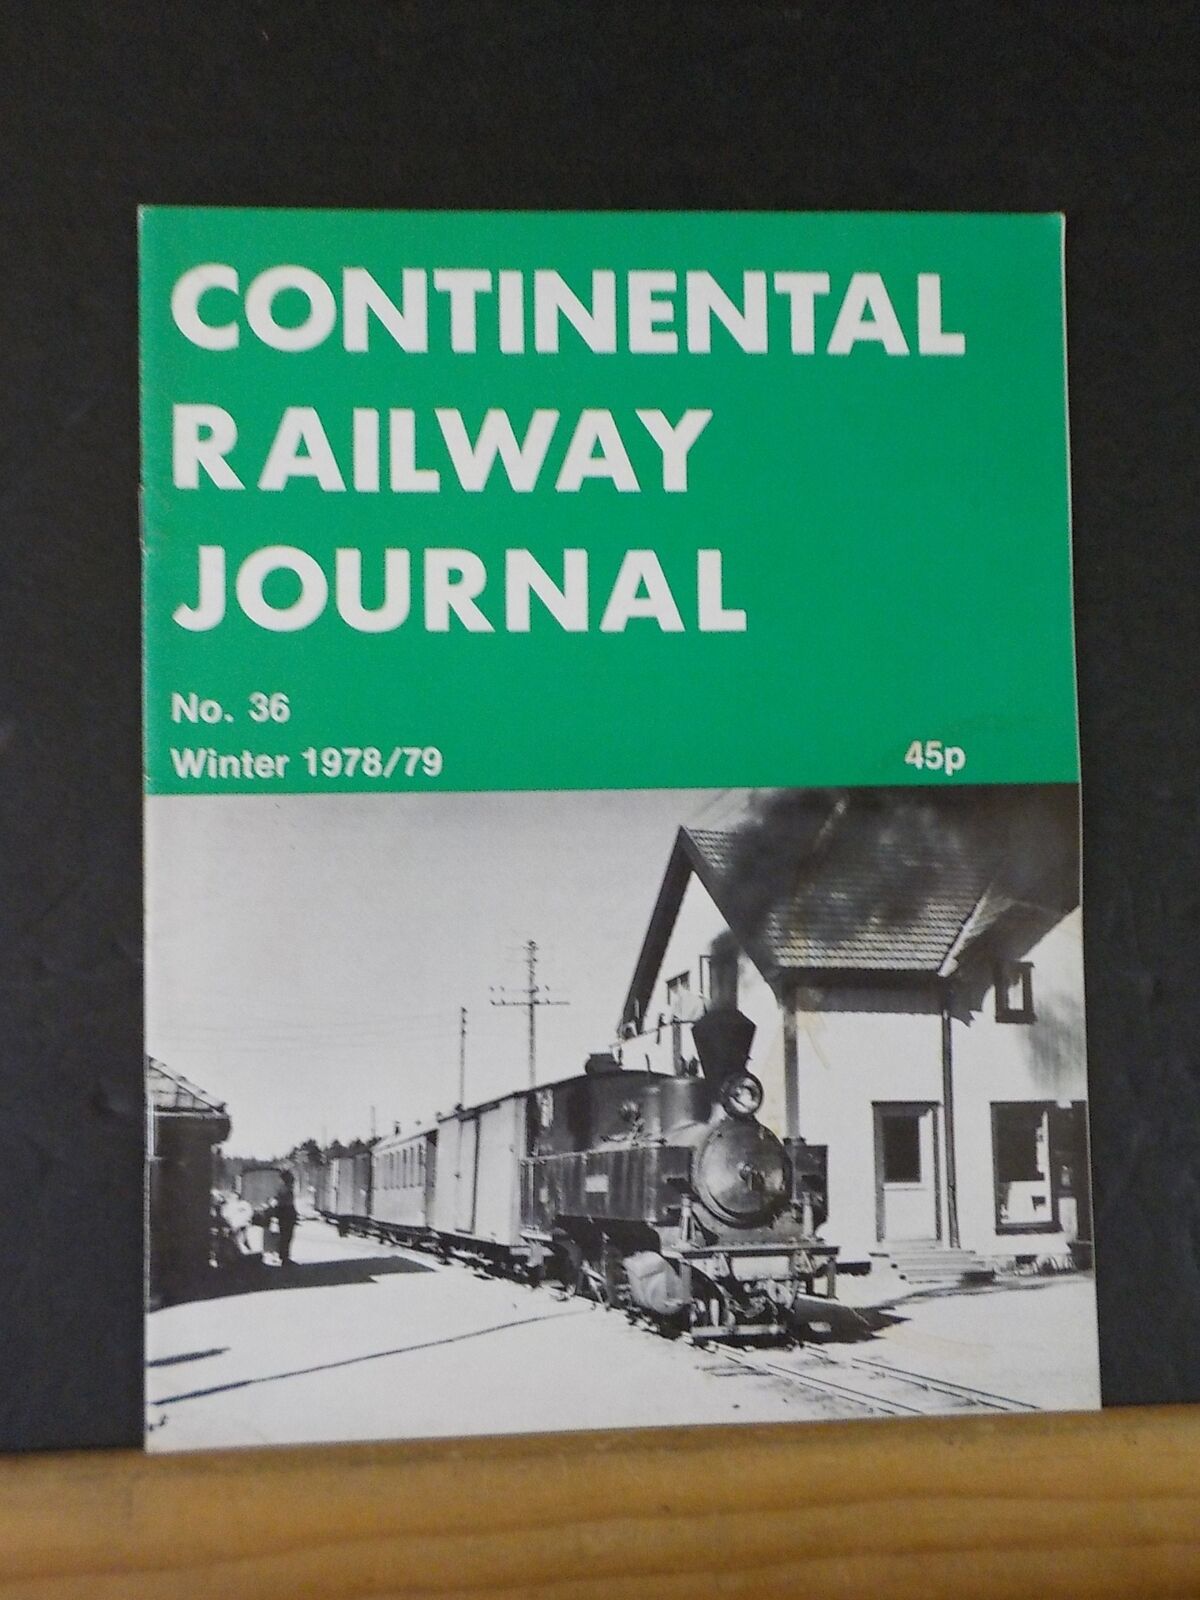 CONTINENTAL
RAILWAY
JOURNAL
No. 36
Winter 1978/79
45p